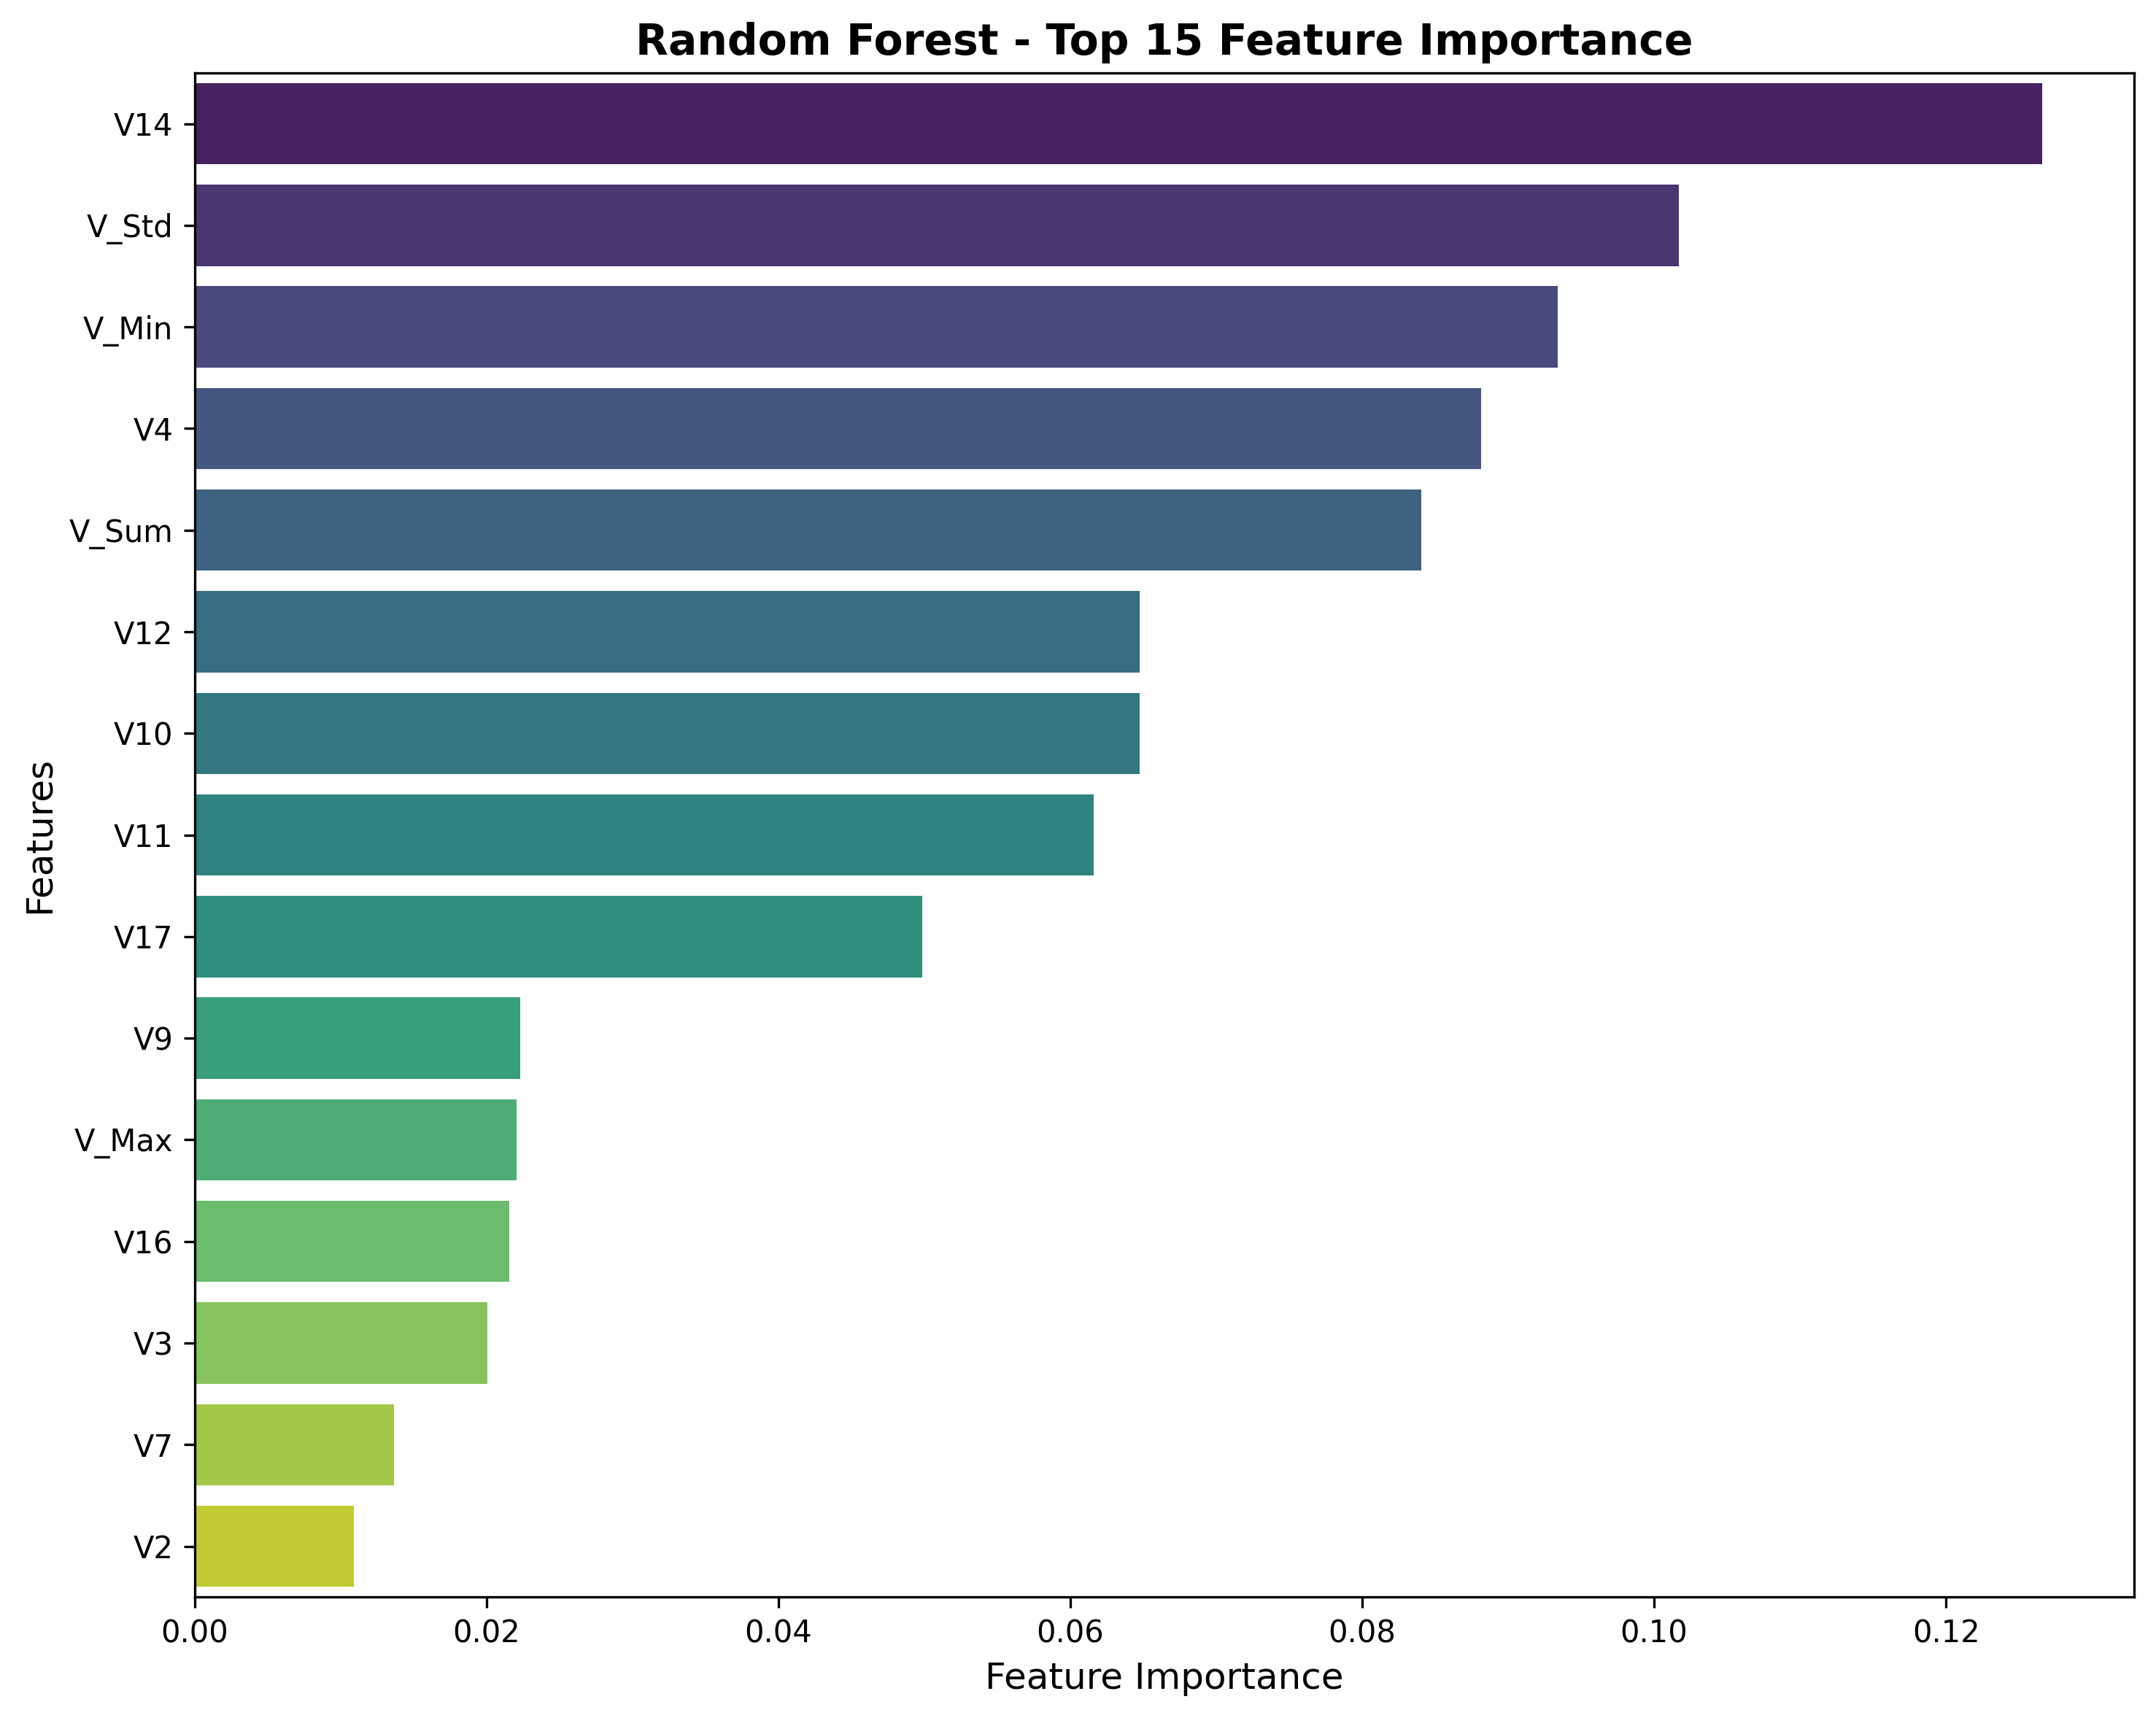 Random Forest - Top 15 Feature Importance
V14
V_Std
V_Min
V4
V_Sum
V12
V10
V11
V17
V9
V_Max
V16
V3
V7
V2
Features
0.00 0.02 0.04 0.06 0.08 0.10 0.12
Feature Importance